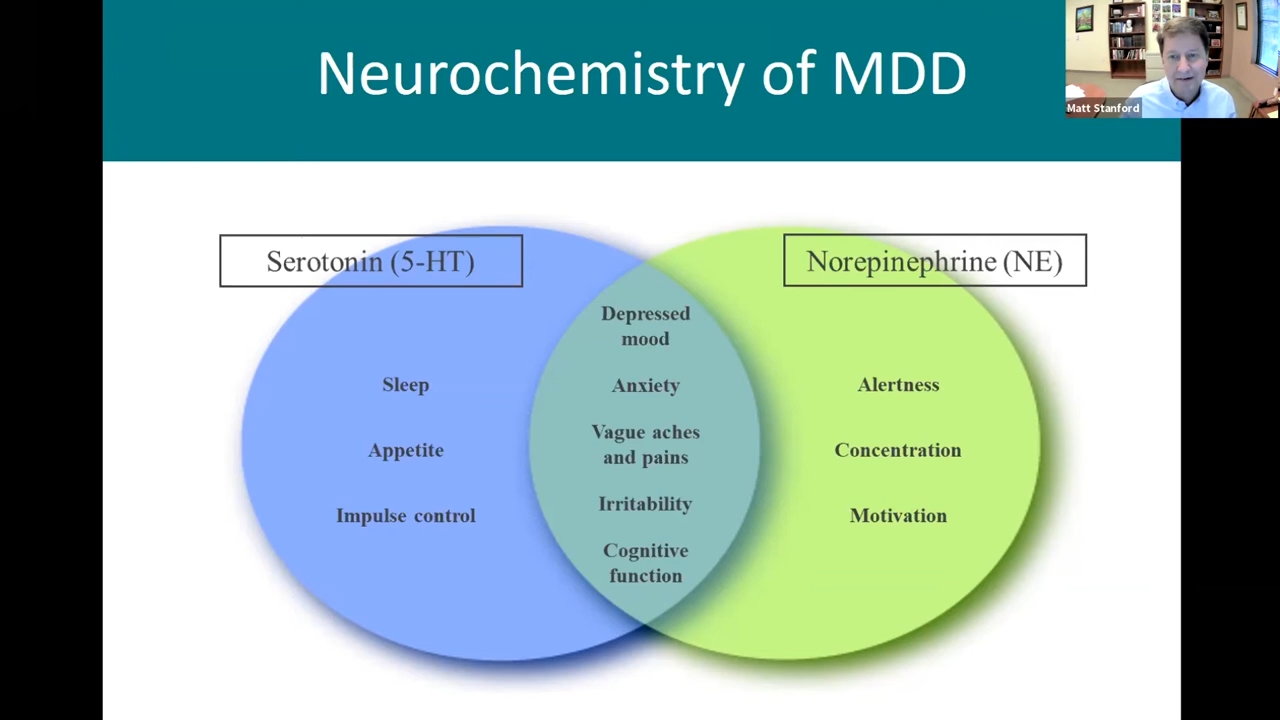 Neurochemistry of MDD
Matt Stanford
Serotonin (5-HT)
Norepinephrine (NE)
Sleep
Appetite
Impulse control
Depressed
mood
Anxiety
Vague aches
and pains
Irritability
Cognitive
function
Alertness
Concentration
Motivation